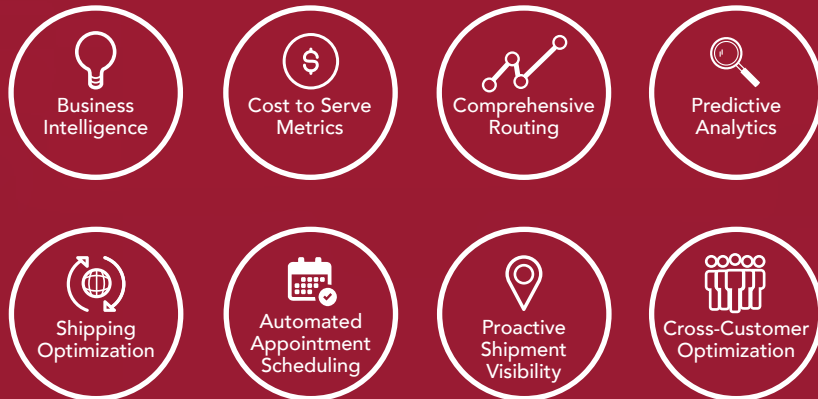 Business
Intelligence
$
Cost to Serve
Metrics
Comprehensive
Routing
Predictive
Analytics
Shipping
Optimization
Automated
Appointment
Scheduling
Proactive
Shipment
Visibility
Cross-Customer
Optimization